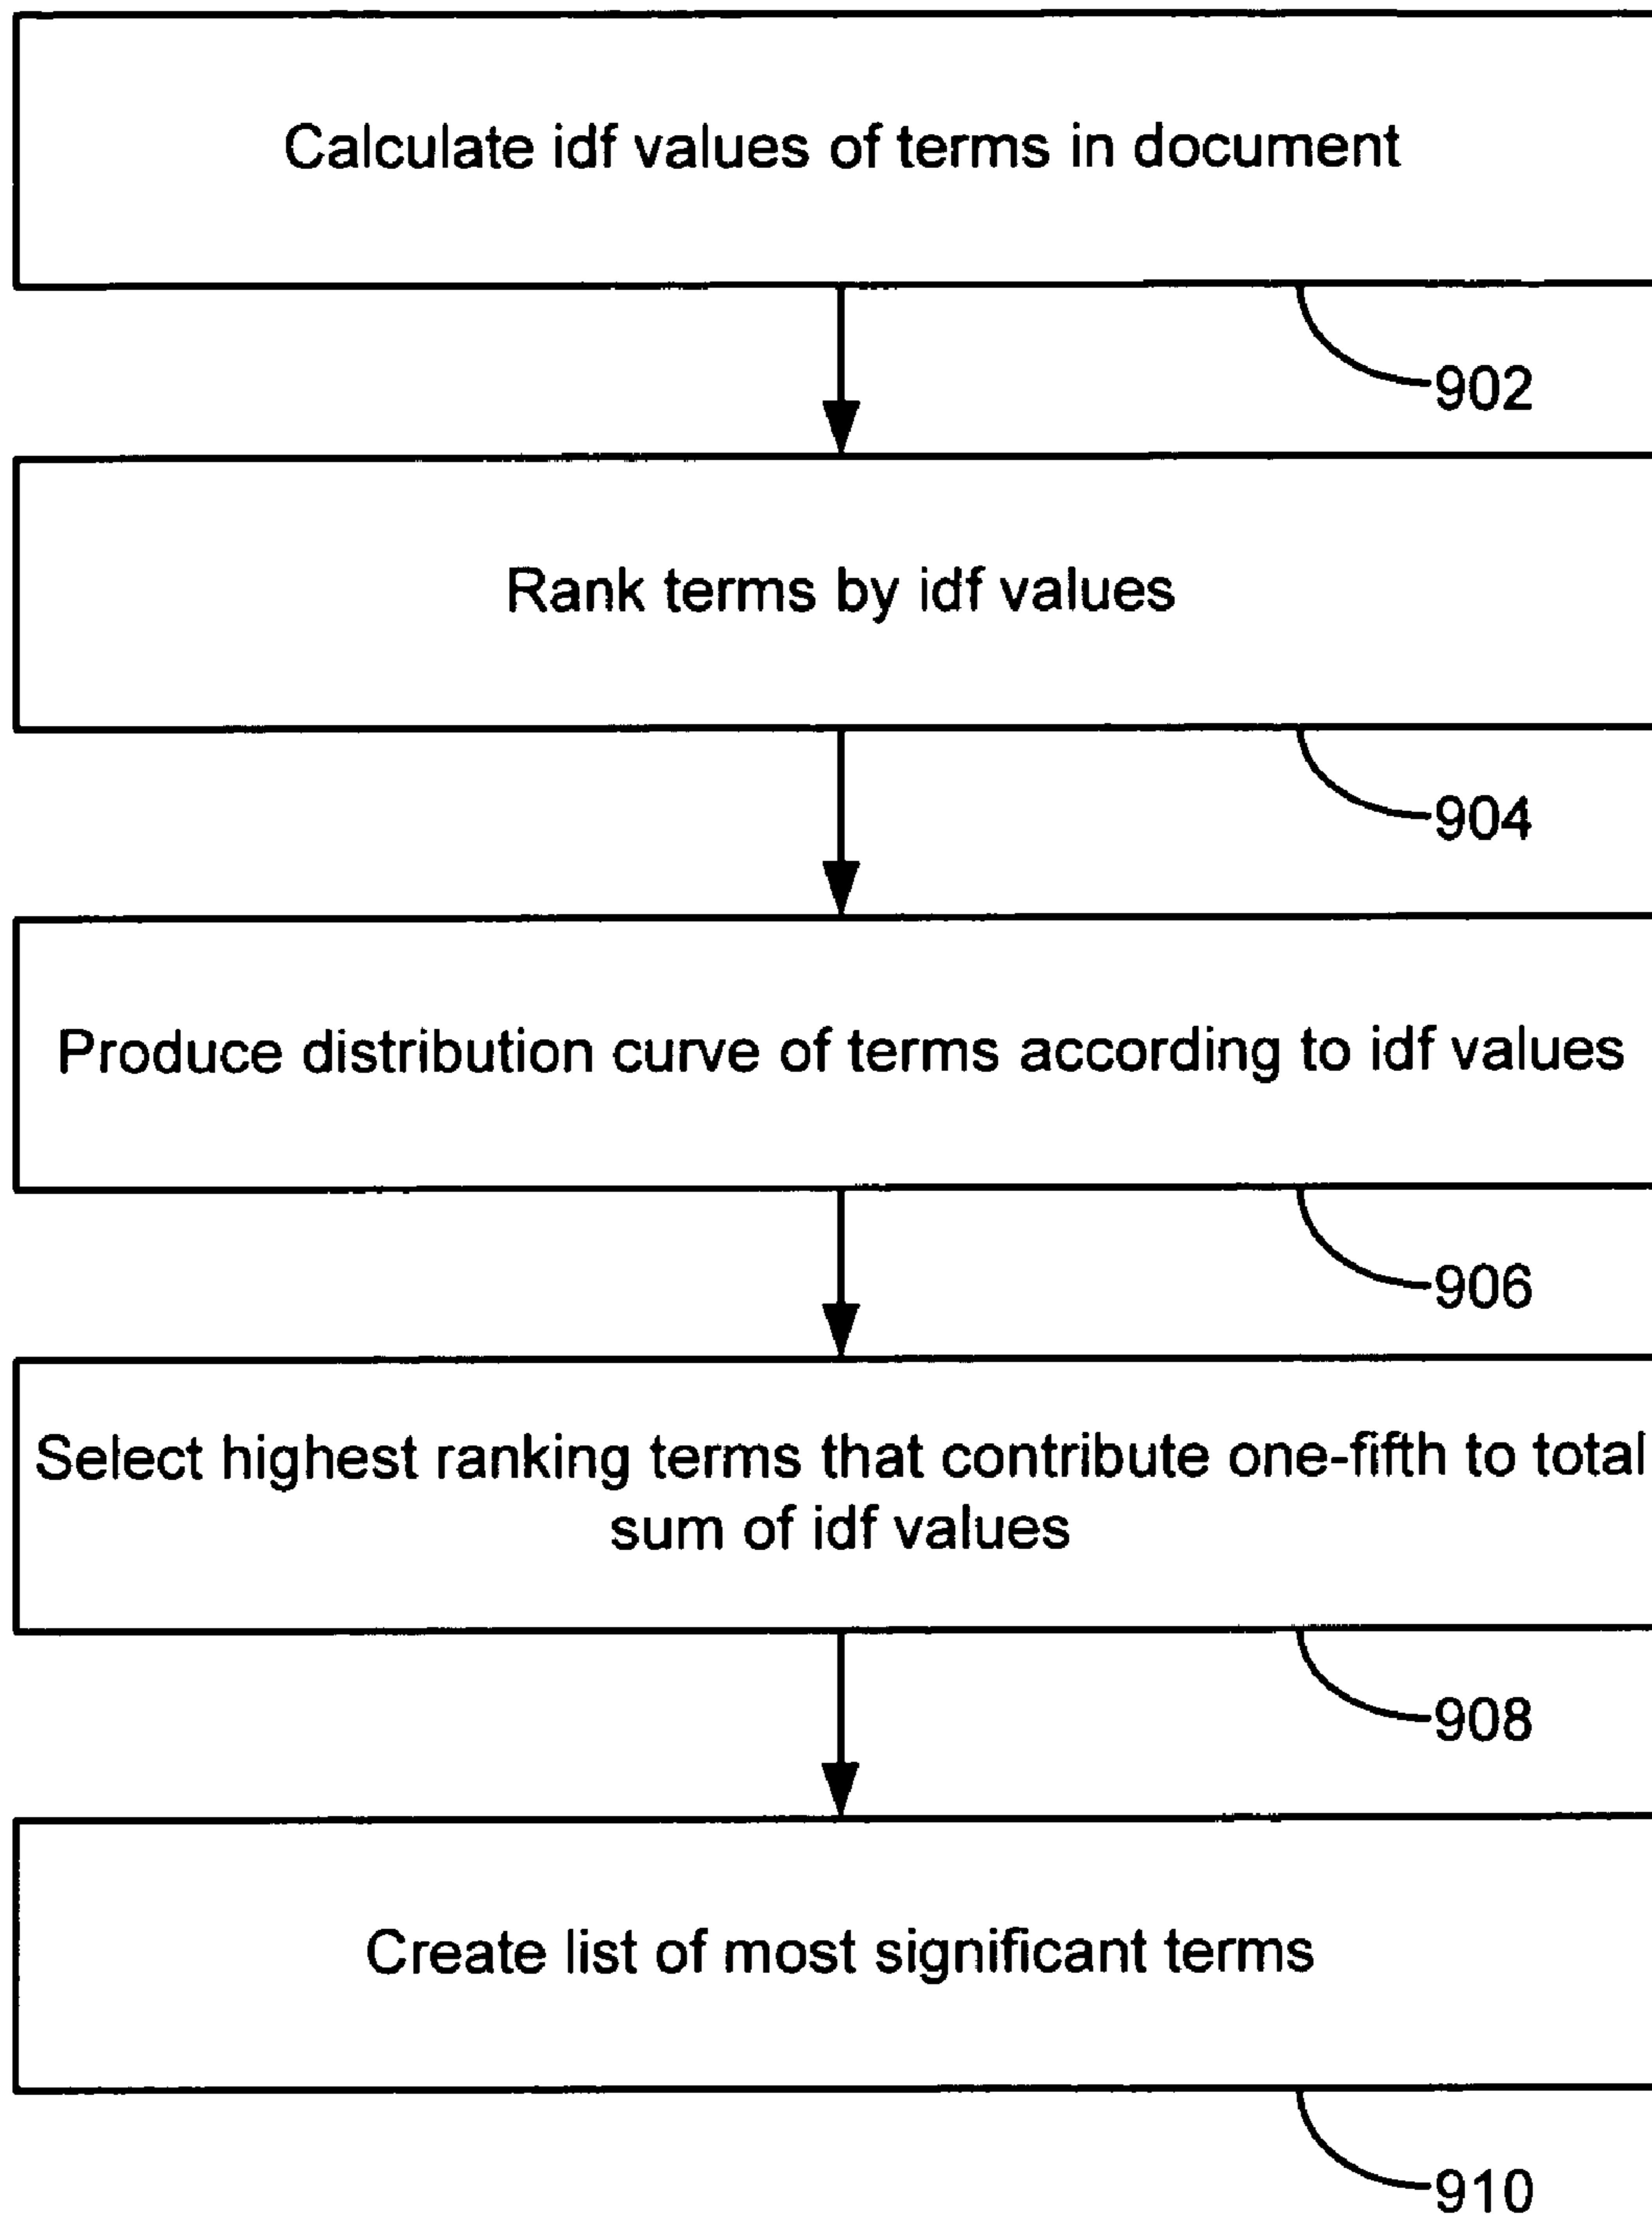 Calculate idf values of terms in document
902
Rank terms by idf values
904
Produce distribution curve of terms according to idf values
906
Select highest ranking terms that contribute one-fifth to total
sum of idf values
908
Create list of most significant terms
910